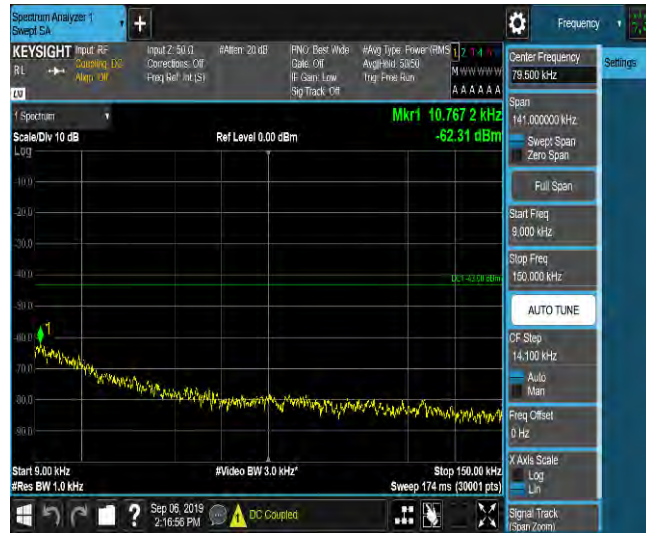 Spectrum Analyzer 1
Swept SA
+
Frequency
KEYSIGHT
RL
Input: RF
Coupling: DC
Align: Off
Input Z: 50 Ω
Corrections: Off
Freq Ref: Int (S)
#Atten: 20 dB
PNO: Best Wide
Gate: Off
IF Gain: Low
Sig Track: Off
#Avg Type: Power (RMS
Avg|Hold: 50/50
Trig: Free Run
M W W W W W
A A A A A A
LXI
Center Frequency
79.500 kHz
Settings
1 Spectrum
Scale/Div 10 dB
Log
Ref Level 0.00 dBm
Mkr1 10.767 2 kHz
-62.31 dBm
Span
141.000000 kHz
Swept Span
Zero Span
Full Span
Start Freq
9.000 kHz
Stop Freq
150.000 kHz
AUTO TUNE
CF Step
14.100 kHz
Auto
Man
Freq Offset
0 Hz
X Axis Scale
Log
Lin
Signal Track
(Span Zoom)
-10.0
-20.0
-30.0
-40.0
-50.0
-60.0
-70.0
-80.0
-90.0
DL1 -43.00 dBm
1
Start 9.00 kHz
#Res BW 1.0 kHz
#Video BW 3.0 kHz*
Stop 150.00 kHz
Sweep 174 ms (30001 pts)
?
Sep 06, 2019
2:16:56 PM
DC Coupled